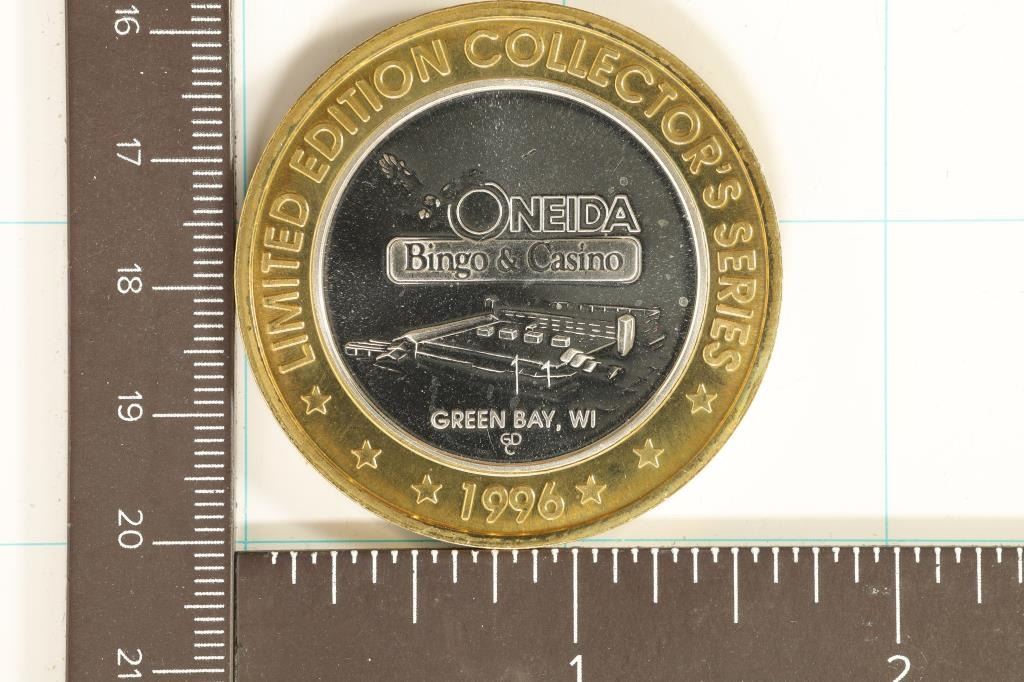 LIMITED EDITION COLLECTOR'S SERIES
ONEIDA
Bingo & Casino
GREEN BAY, WI
GDC
1996
16
17
18
19
20
21
1
2